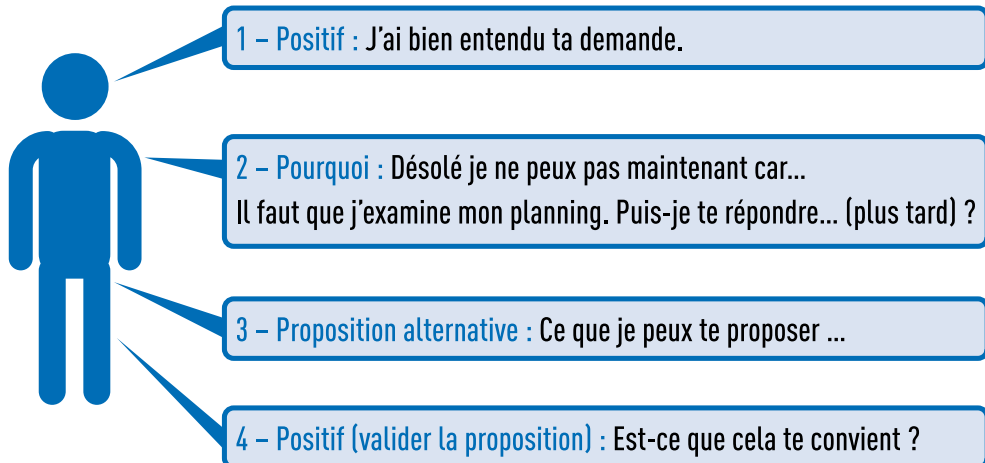 1 – Positif : J'ai bien entendu ta demande.
2 – Pourquoi : Désolé je ne peux pas maintenant car...
Il faut que j'examine mon planning. Puis-je te répondre... (plus tard) ?
3 – Proposition alternative : Ce que je peux te proposer ...
4 – Positif (valider la proposition) : Est-ce que cela te convient ?